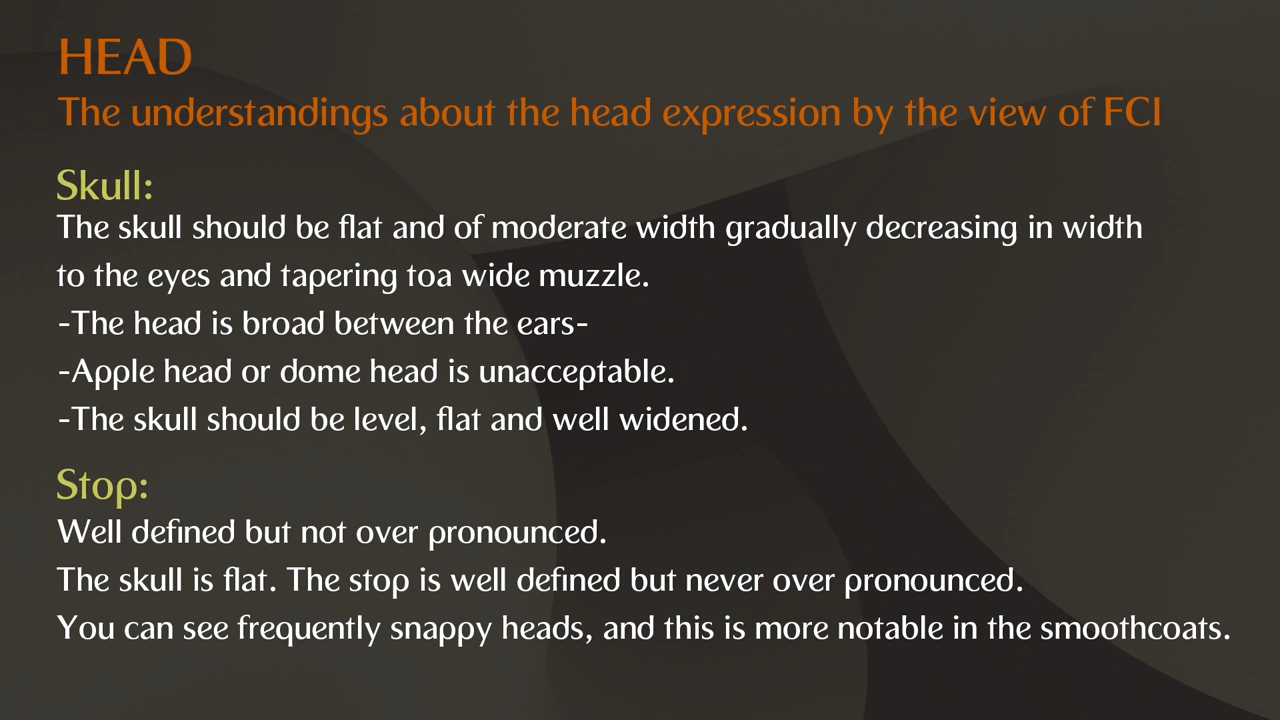 HEAD
The understandings about the head expression by the view of FCI
Skull:
The skull should be flat and of moderate width gradually decreasing in width
to the eyes and tapering toa wide muzzle.
-The head is broad between the ears-
-Apple head or dome head is unacceptable.
-The skull should be level, flat and well widened.
Stop:
Well defined but not over pronounced.
The skull is flat. The stop is well defined but never over pronounced.
You can see frequently snappy heads, and this is more notable in the smoothcoats.